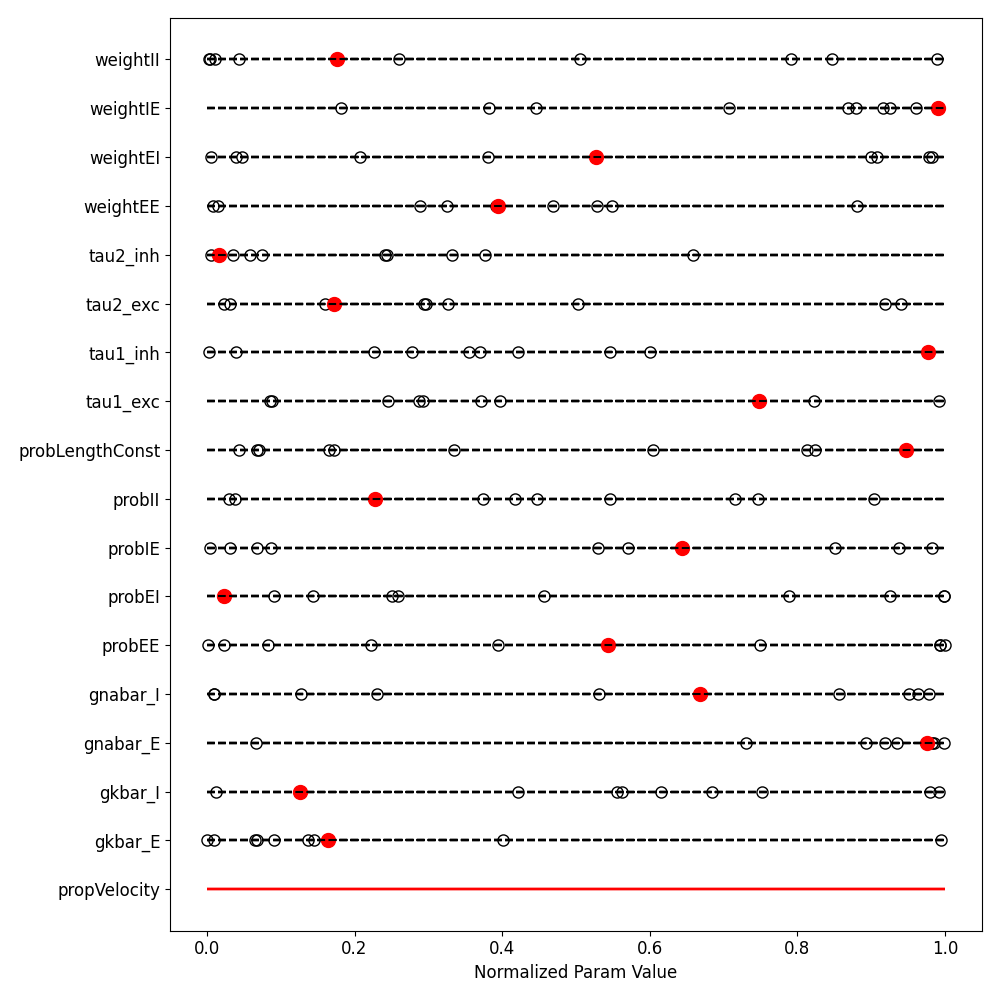 weightII
weightIE
weightEI
weightEE
tau2_inh
tau2_exc
tau1_inh
tau1_exc
probLengthConst
probII
probIE
probEI
probEE
gnabar_I
gnabar_E
gkbar_I
gkbar_E
propVelocity
0.0 0.2 0.4 0.6 0.8 1.0
Normalized Param Value